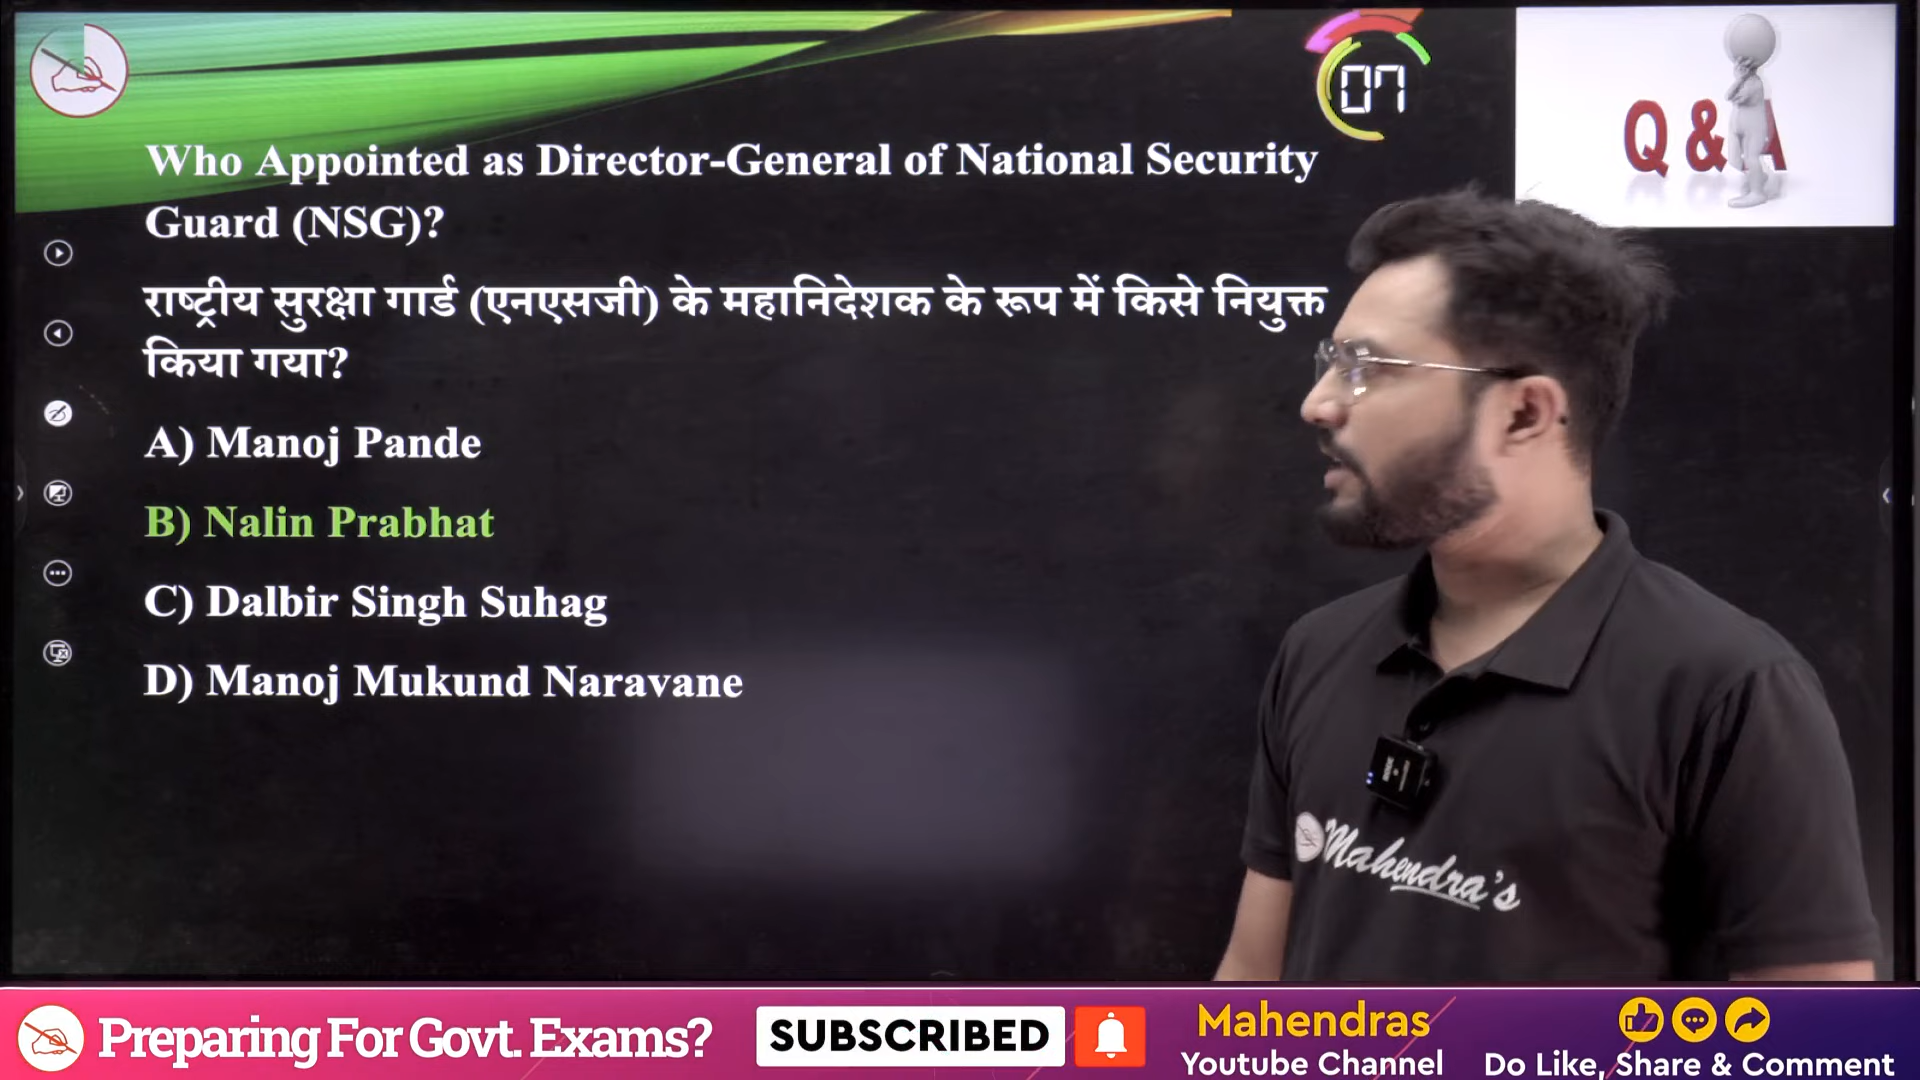 07
Q & A
Who Appointed as Director-General of National Security
Guard (NSG)?
राष्ट्रीय सुरक्षा गार्ड (एनएसजी) के महानिदेशक के रूप में किसे नियुक्त
किया गया?
A) Manoj Pande
B) Nalin Prabhat
C) Dalbir Singh Suhag
D) Manoj Mukund Naravane
Mahendra's
Preparing For Govt. Exams?
SUBSCRIBED
Mahendras
Youtube Channel
Do Like, Share & Comment